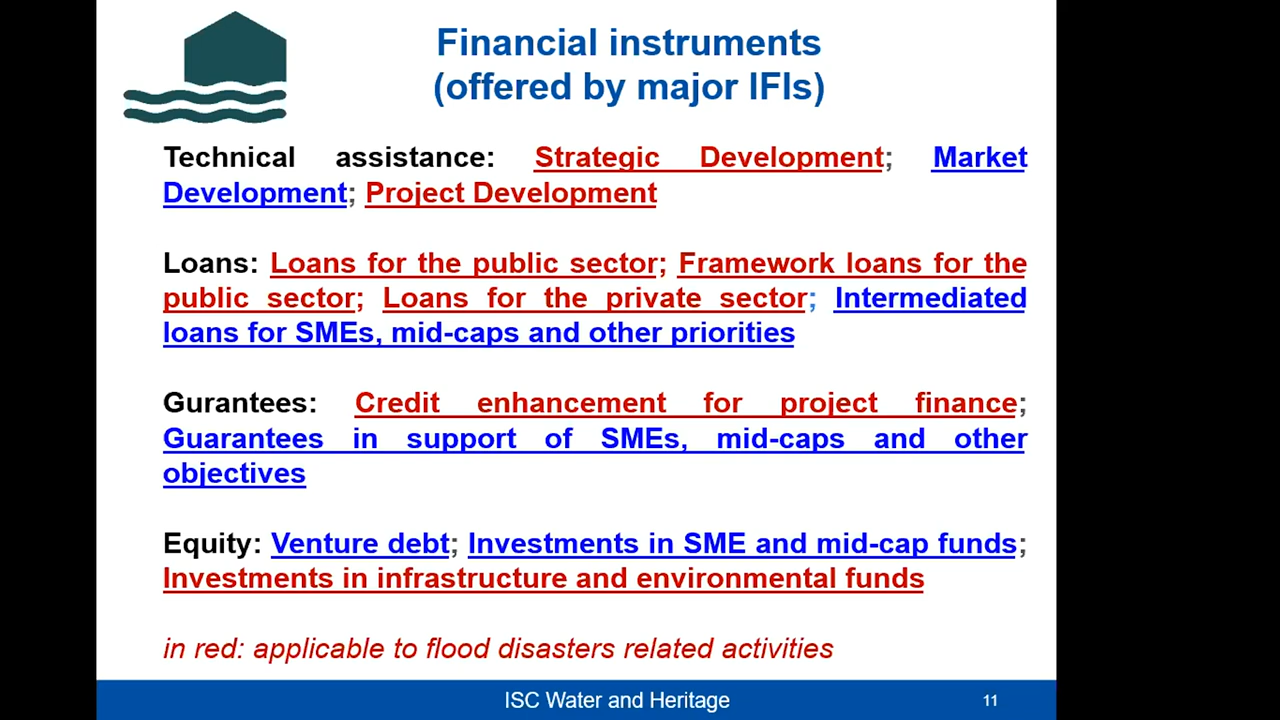 Financial instruments
(offered by major IFIs)
Technical assistance: Strategic Development; Market
Development; Project Development
Loans: Loans for the public sector; Framework loans for the
public sector; Loans for the private sector; Intermediated
loans for SMEs, mid-caps and other priorities
Gurantees: Credit enhancement for project finance;
Guarantees in support of SMEs, mid-caps and other
objectives
Equity: Venture debt; Investments in SME and mid-cap funds;
Investments in infrastructure and environmental funds
in red: applicable to flood disasters related activities
ISC Water and Heritage
11